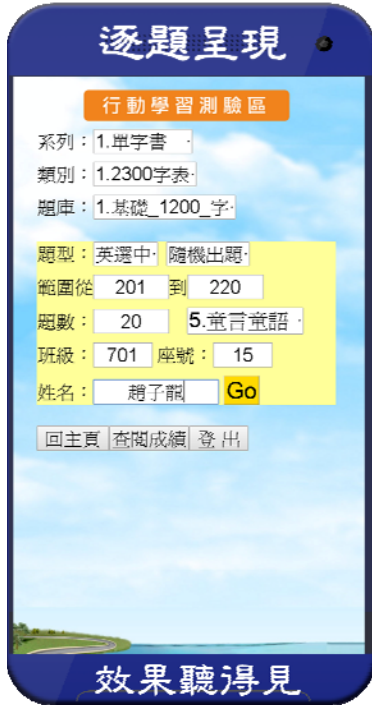 逐題呈現
行動學習測驗區
系列：1.單字書
類別：1.2300字表
題庫：1.基礎_1200_字
題型：英選中 隨機出題
範圍從 201 到 220
題數： 20 5.童言童語
班級： 701 座號： 15
姓名： 趙子龍 Go
回主頁 查閱成績 登 出
效果聽得見